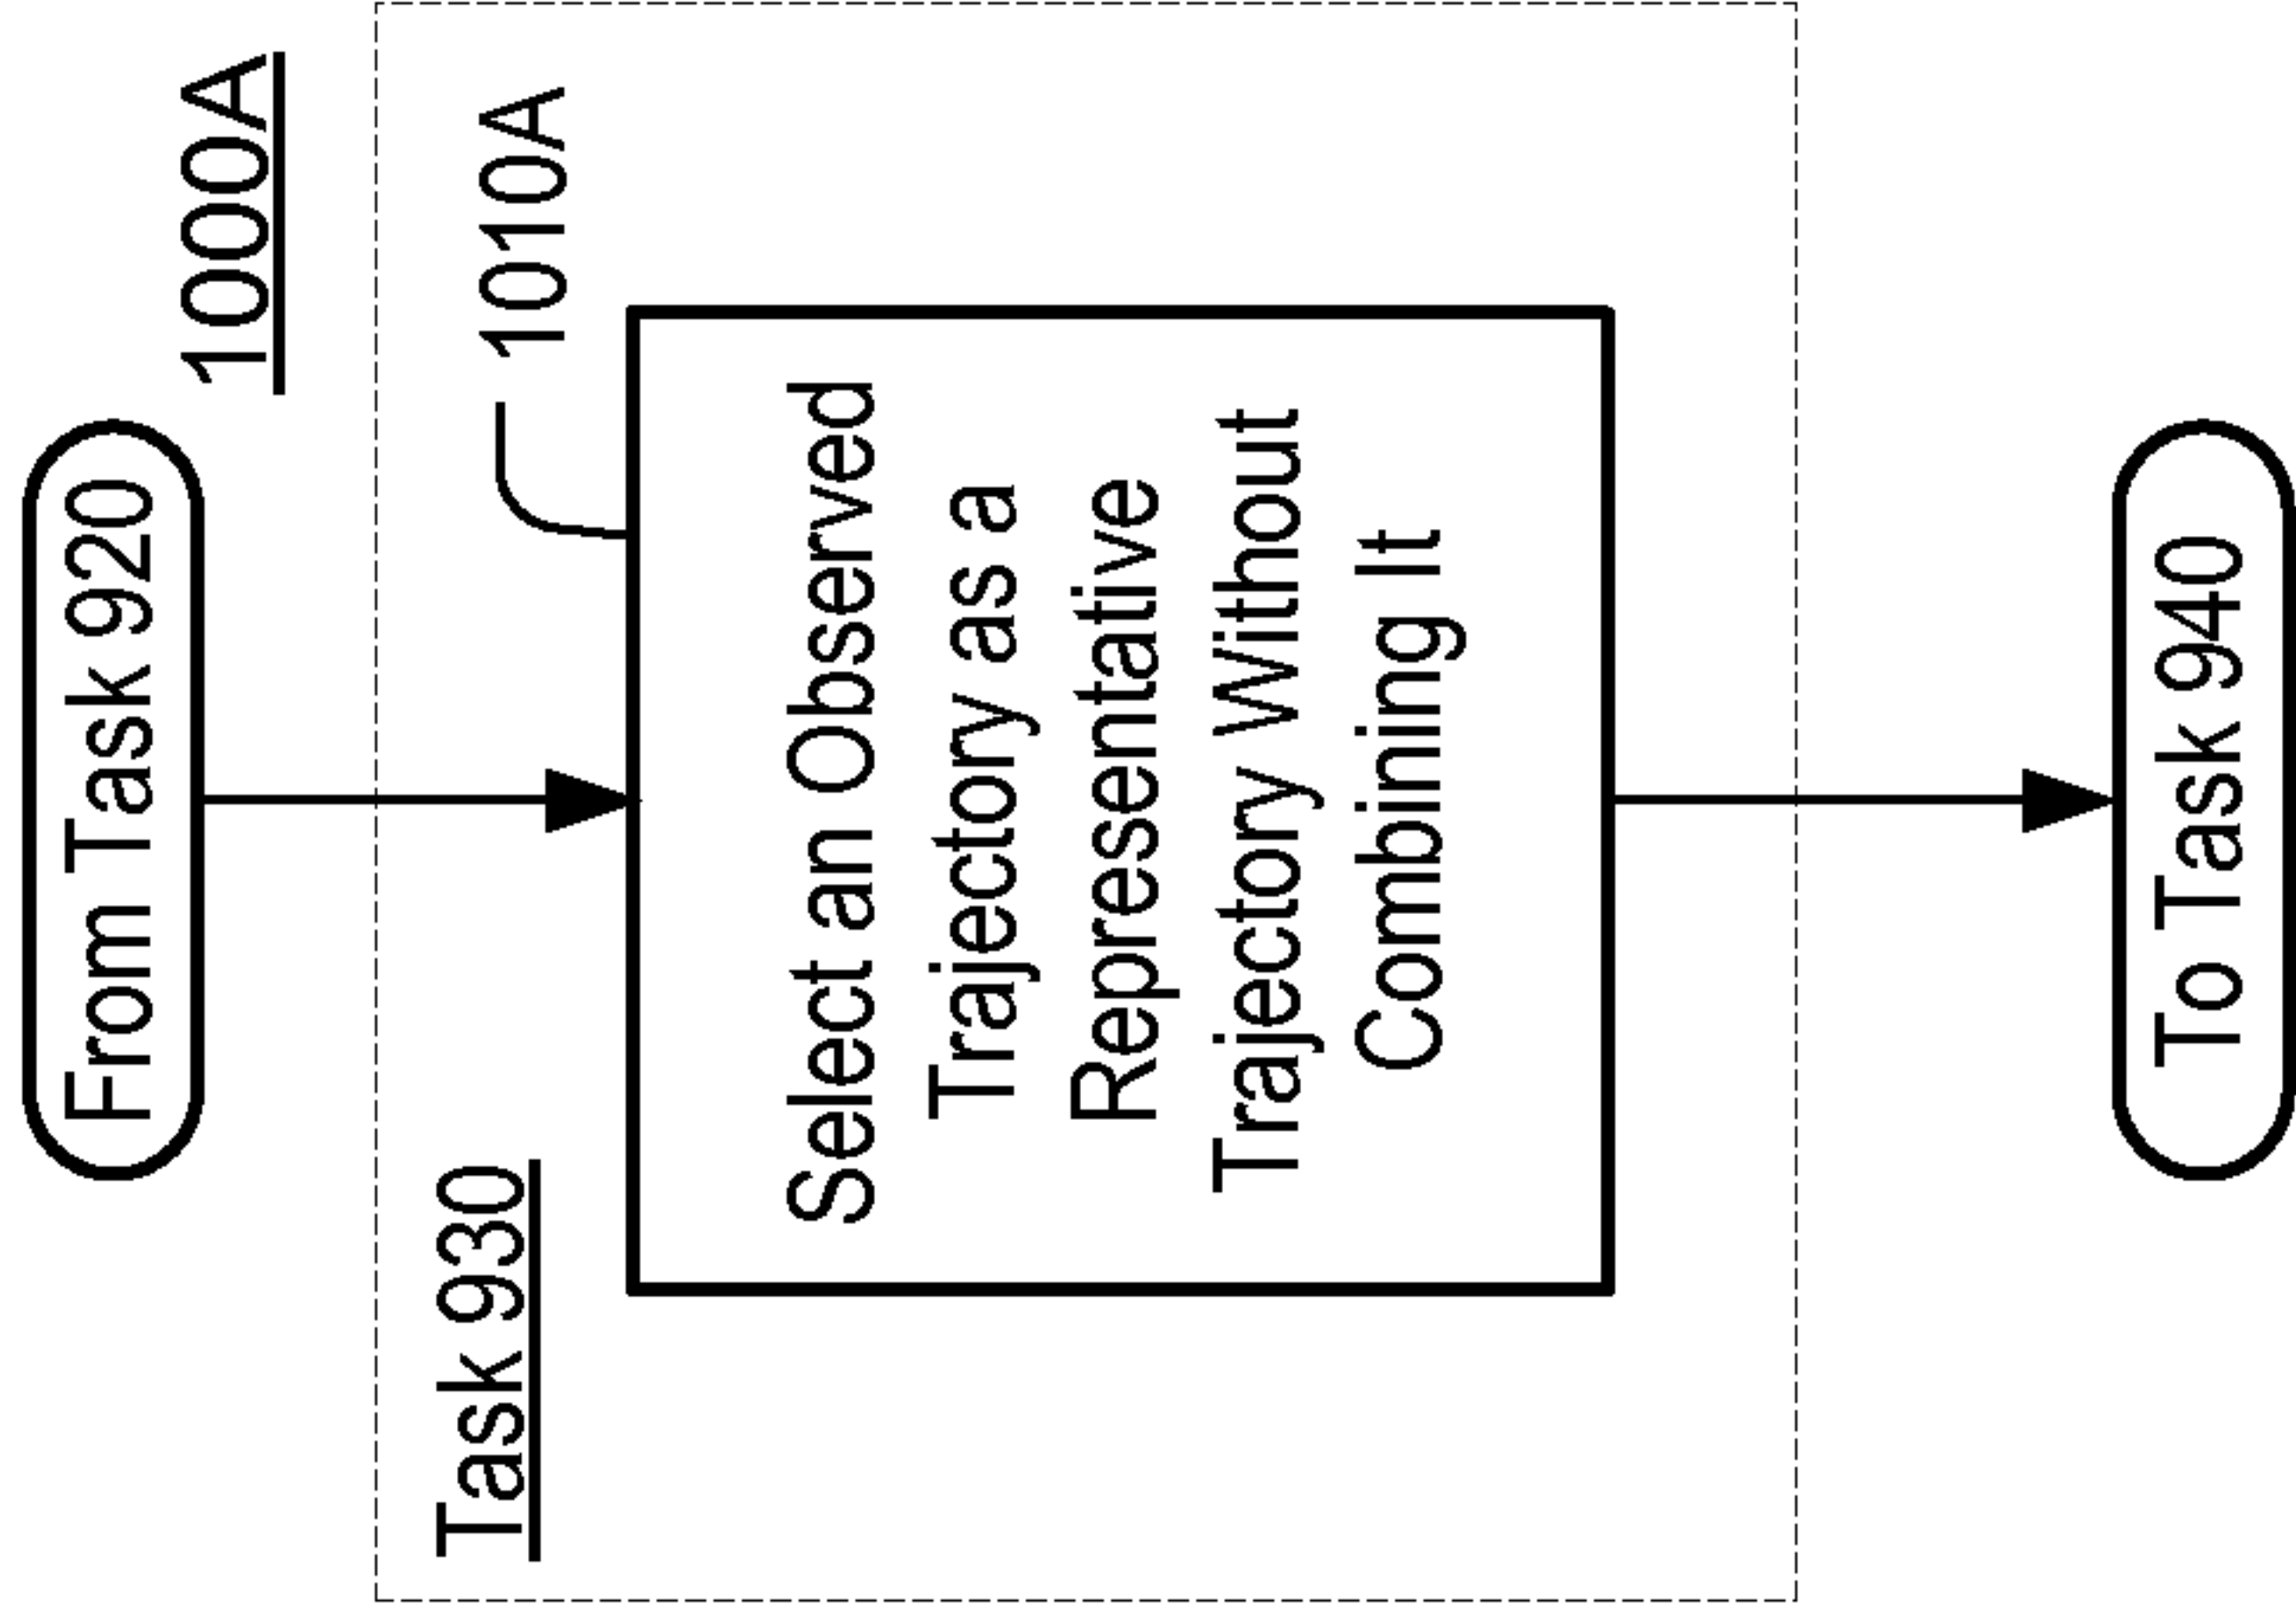 1000A
From Task 920
Task 930
1010A
Select an Observed
Trajectory as a
Representative
Trajectory Without
Combining It
To Task 940